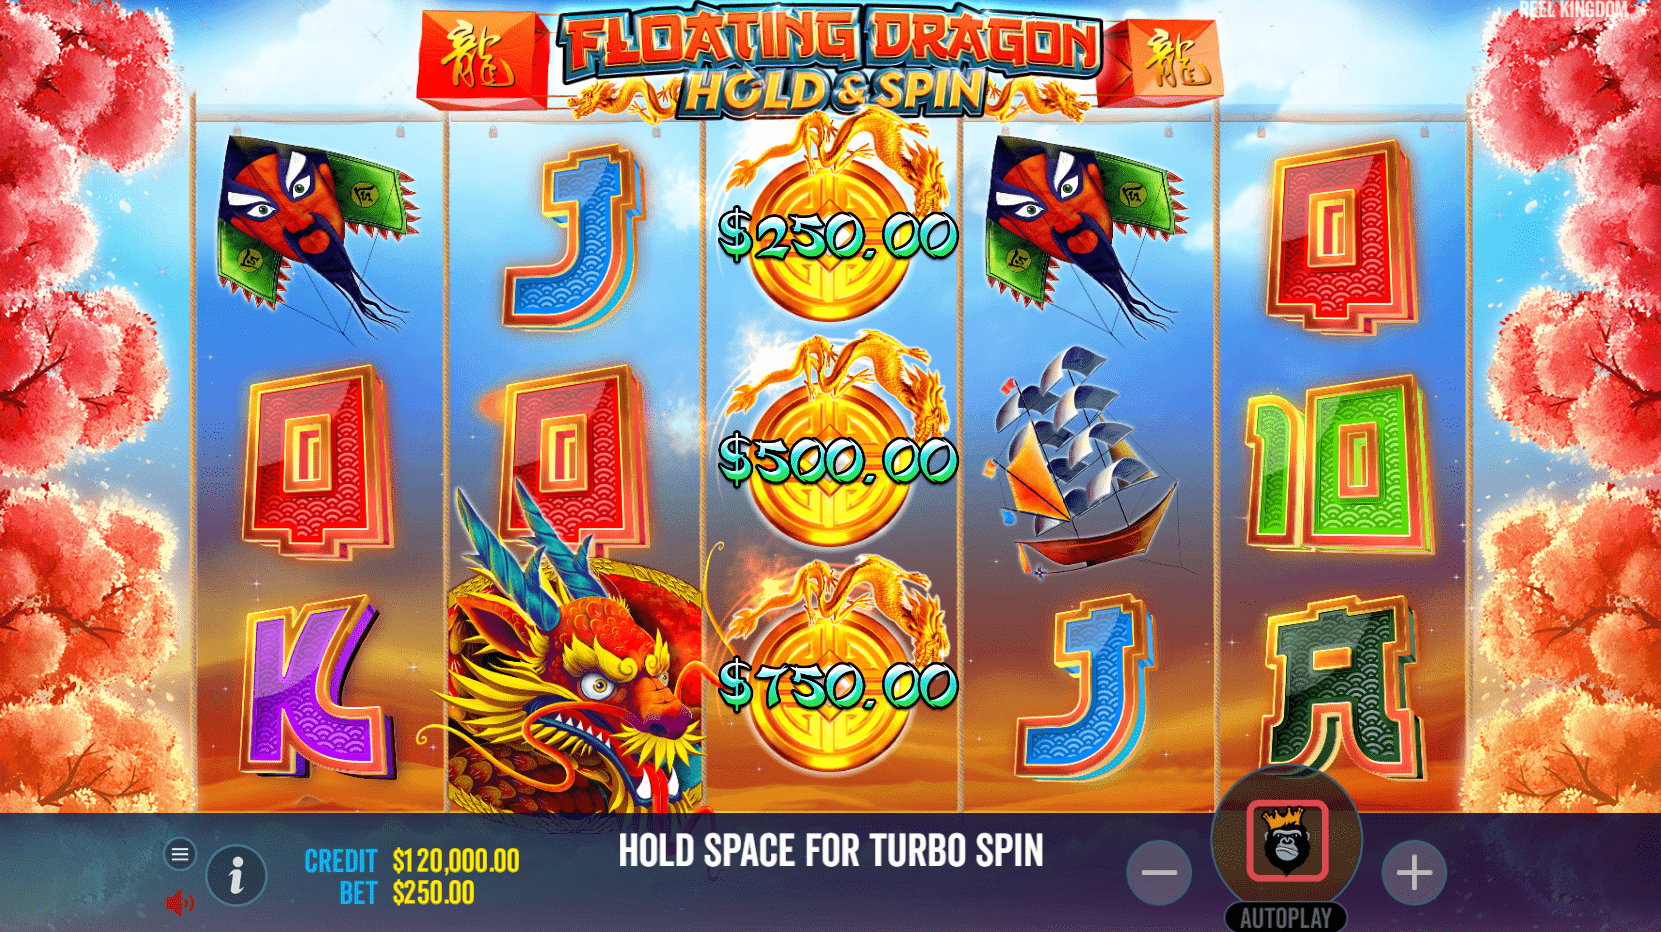 REEL KINGDOM
龍 FLOATING DRAGON 龍
HOLD & SPIN
J $250.00 Q
Q Q $500.00 10
K $750.00 J A
HOLD SPACE FOR TURBO SPIN
CREDIT $120,000.00
BET $250.00
AUTOPLAY